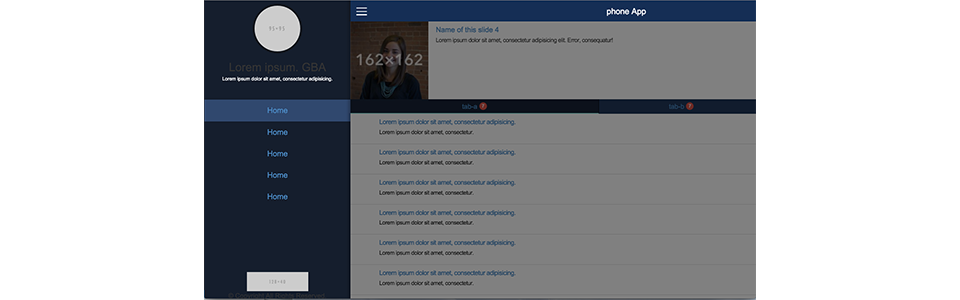 95×95
Lorem ipsum. GBA
Lorem ipsum dolor sit amet, consectetur adipisicing.
Home
Home
Home
Home
Home
phone App
162×162
Name of this slide 4
Lorem ipsum dolor sit amet, consectetur adipisicing elit. Error, consequatur!
tab-a 7
tab-b 7
Lorem ipsum dolor sit amet, consectetur adipisicing.
Lorem ipsum dolor sit amet, consectetur.
Lorem ipsum dolor sit amet, consectetur adipisicing.
Lorem ipsum dolor sit amet, consectetur.
Lorem ipsum dolor sit amet, consectetur adipisicing.
Lorem ipsum dolor sit amet, consectetur.
Lorem ipsum dolor sit amet, consectetur adipisicing.
Lorem ipsum dolor sit amet, consectetur.
Lorem ipsum dolor sit amet, consectetur adipisicing.
Lorem ipsum dolor sit amet, consectetur.
Lorem ipsum dolor sit amet, consectetur adipisicing.
Lorem ipsum dolor sit amet, consectetur.